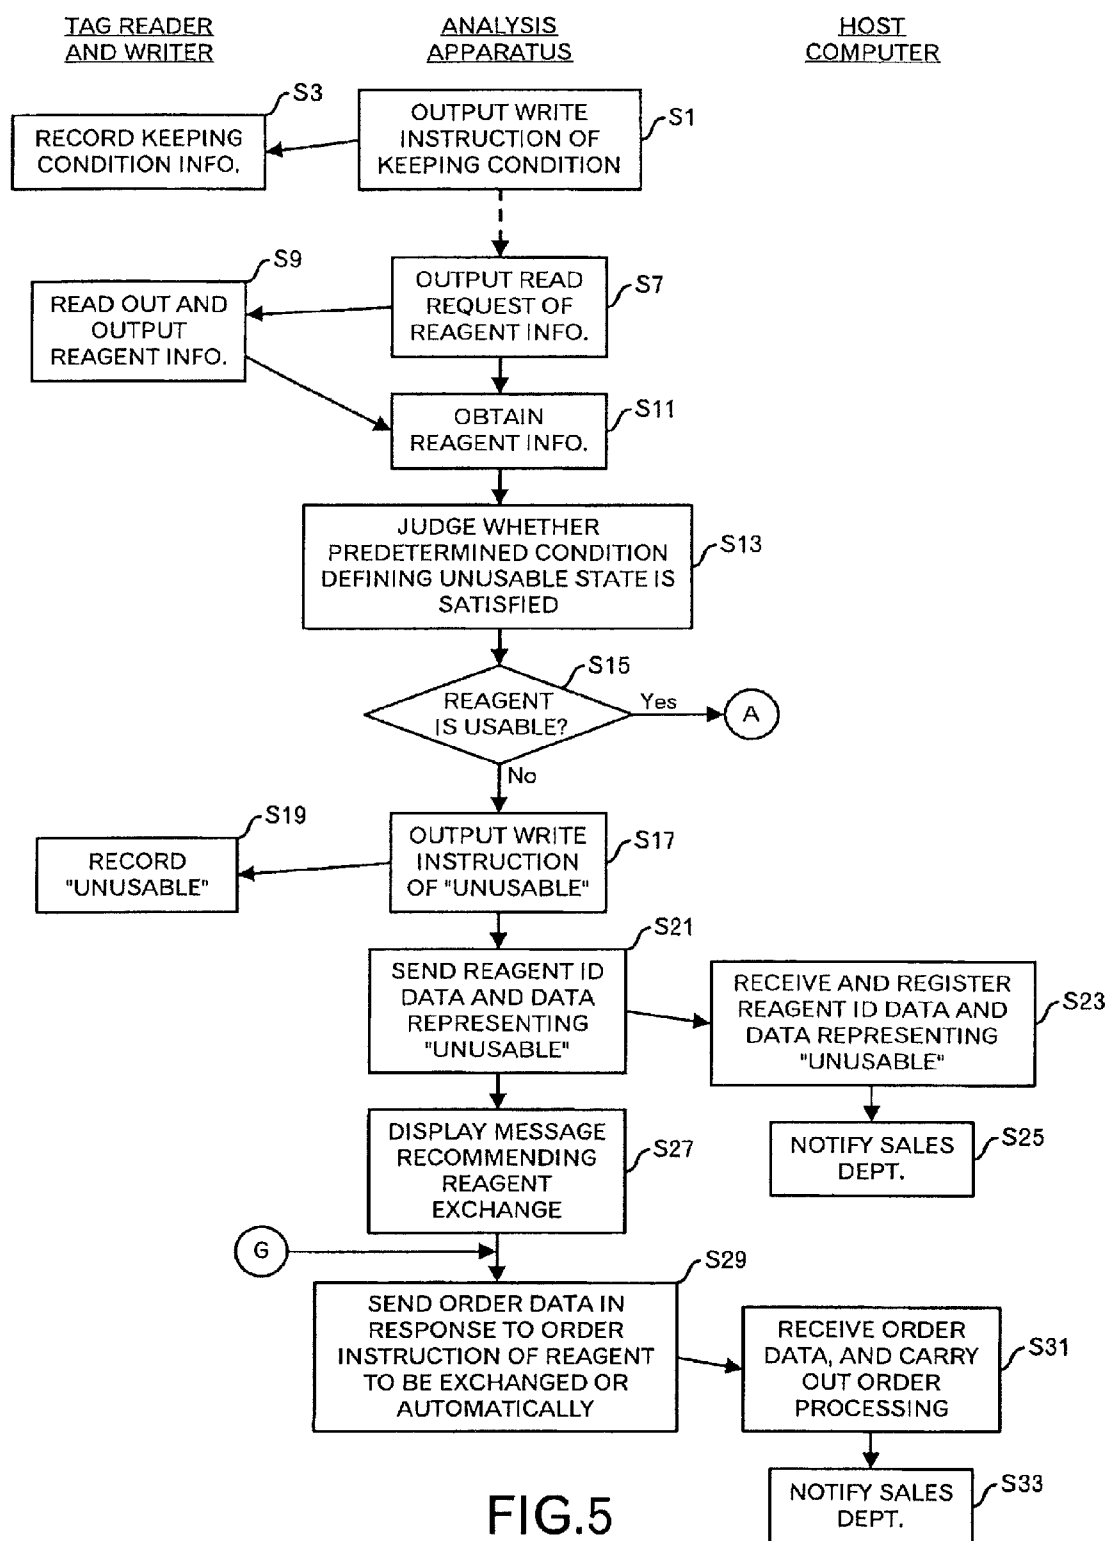 TAG READER
AND WRITER
ANALYSIS
APPARATUS
HOST
COMPUTER
S3
RECORD KEEPING
CONDITION INFO.
S1
OUTPUT WRITE
INSTRUCTION OF
KEEPING CONDITION
S9
READ OUT AND
OUTPUT
REAGENT INFO.
S7
OUTPUT READ
REQUEST OF
REAGENT INFO.
S11
OBTAIN
REAGENT INFO.
S13
JUDGE WHETHER
PREDETERMINED CONDITION
DEFINING UNUSABLE STATE IS
SATISFIED
S15
REAGENT
IS USABLE?
Yes
A
No
S19
RECORD
"UNUSABLE"
S17
OUTPUT WRITE
INSTRUCTION
OF "UNUSABLE"
S21
SEND REAGENT ID
DATA AND DATA
REPRESENTING
"UNUSABLE"
S23
RECEIVE AND REGISTER
REAGENT ID DATA AND
DATA REPRESENTING
"UNUSABLE"
S25
NOTIFY SALES
DEPT.
S27
DISPLAY MESSAGE
RECOMMENDING
REAGENT
EXCHANGE
G
S29
SEND ORDER DATA IN
RESPONSE TO ORDER
INSTRUCTION OF REAGENT
TO BE EXCHANGED OR
AUTOMATICALLY
S31
RECEIVE ORDER
DATA, AND CARRY
OUT ORDER
PROCESSING
S33
NOTIFY SALES
DEPT.
FIG.5